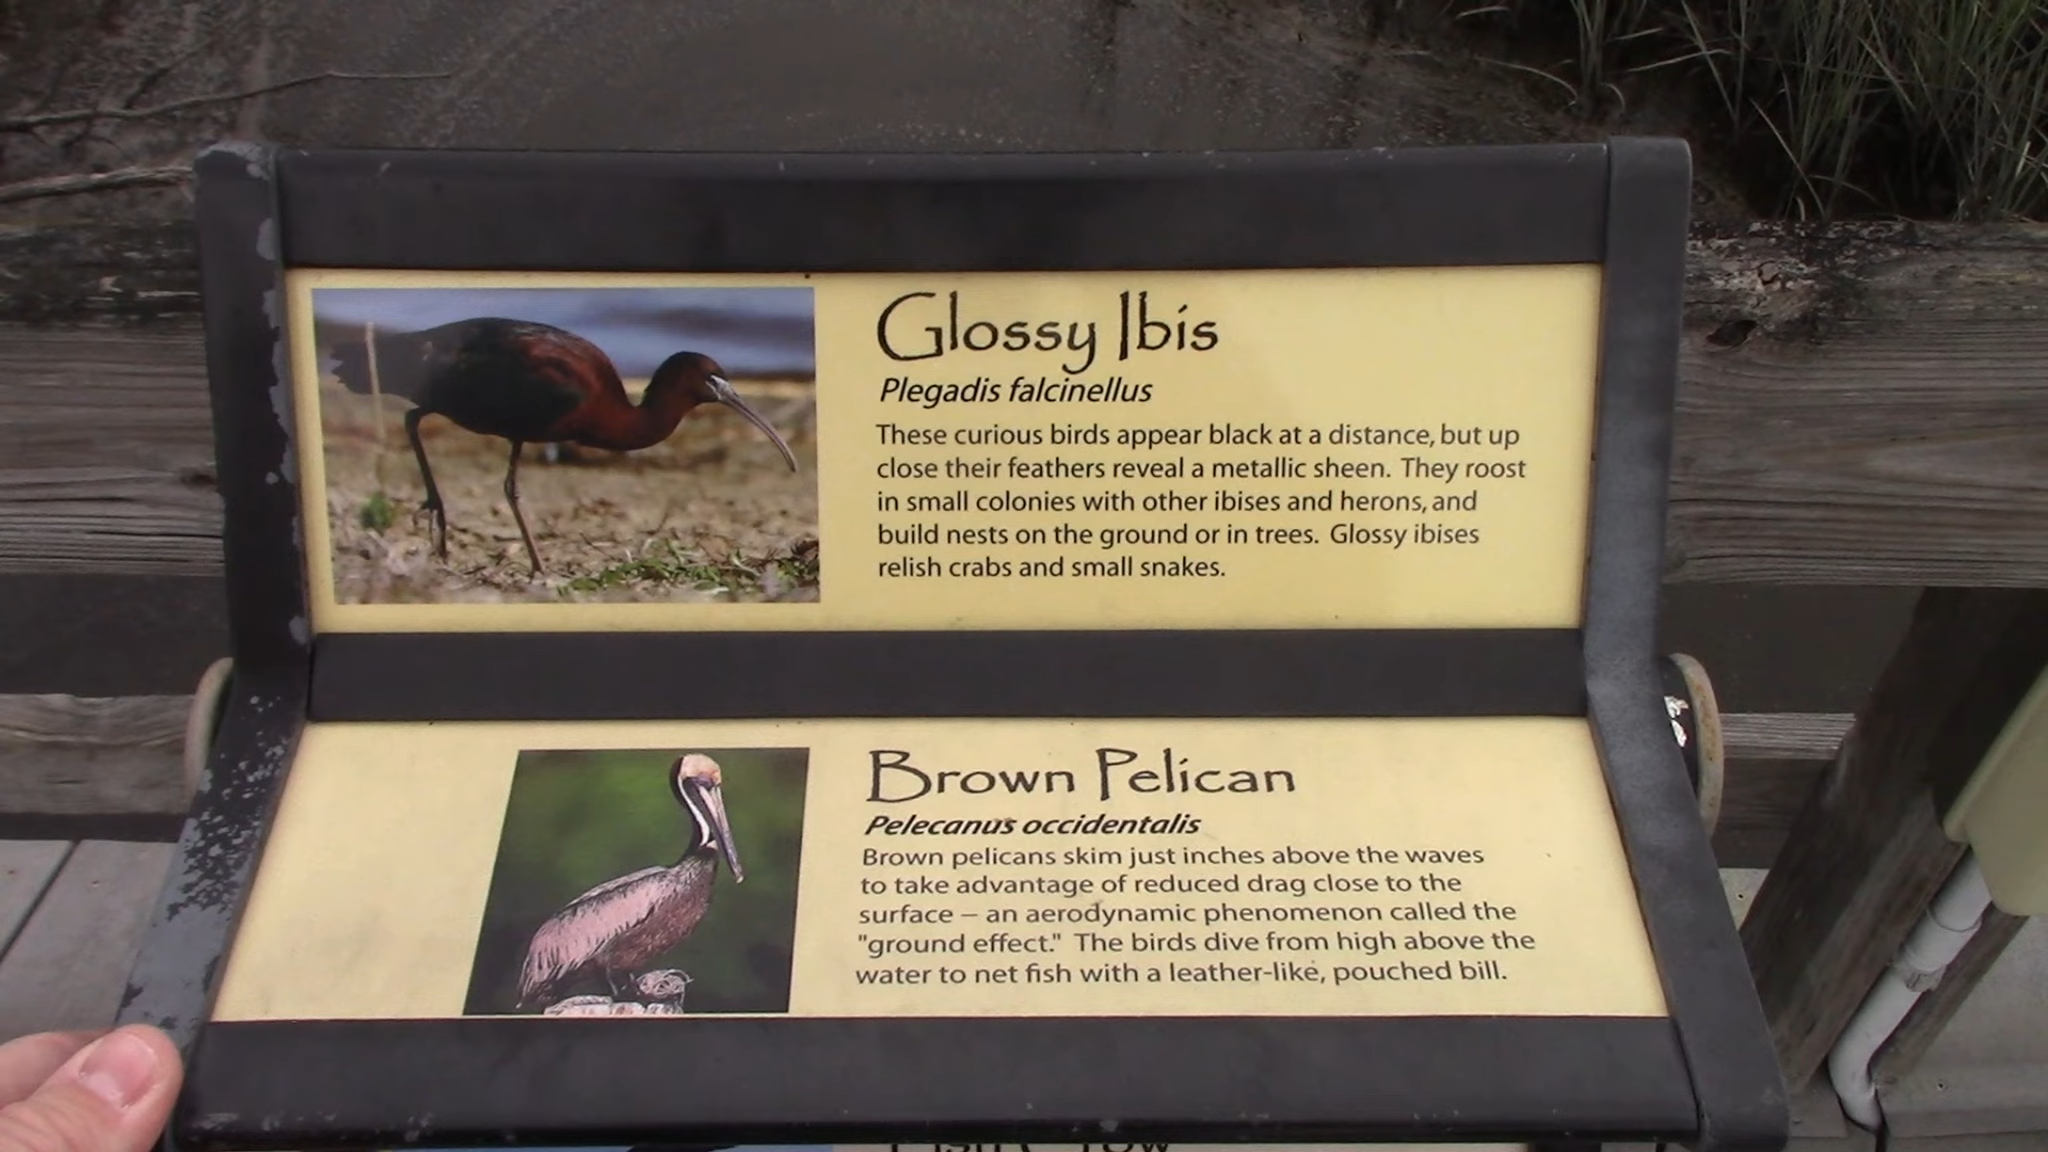 Glossy Ibis
Plegadis falcinellus
These curious birds appear black at a distance, but up
close their feathers reveal a metallic sheen. They roost
in small colonies with other ibises and herons, and
build nests on the ground or in trees. Glossy ibises
relish crabs and small snakes.
Brown Pelican
Pelecanus occidentalis
Brown pelicans skim just inches above the waves
to take advantage of reduced drag close to the
surface – an aerodynamic phenomenon called the
"ground effect." The birds dive from high above the
water to net fish with a leather-like, pouched bill.